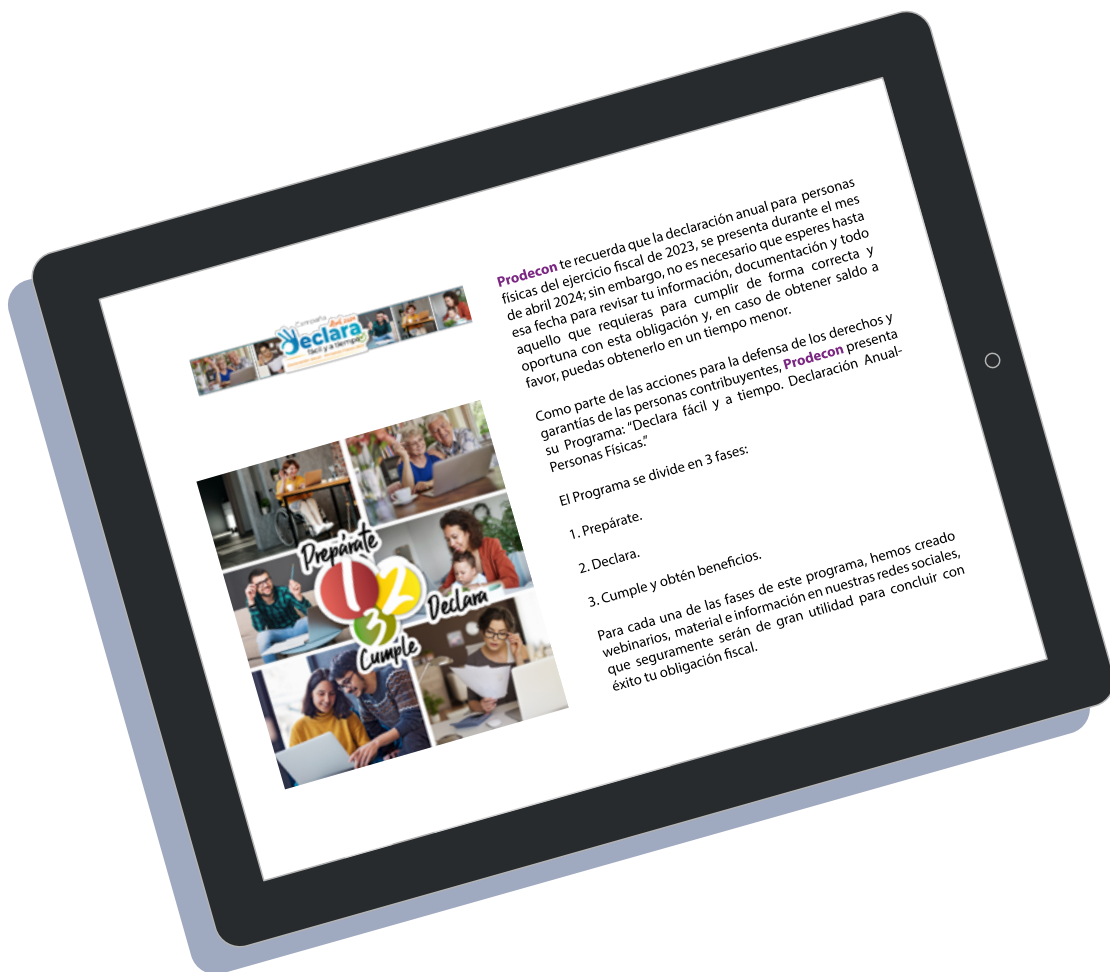 Campaña
Declara
fácil y a tiempo
Prepárate
1 2
3
Declara
Cumple
Prodecon te recuerda que la declaración anual para personas
físicas del ejercicio fiscal de 2023, se presenta durante el mes
de abril 2024; sin embargo, no es necesario que esperes hasta
esa fecha para revisar tu información, documentación y todo
aquello que requieras para cumplir de forma correcta y
oportuna con esta obligación y, en caso de obtener saldo a
favor, puedas obtenerlo en un tiempo menor.
Como parte de las acciones para la defensa de los derechos y
garantías de las personas contribuyentes, Prodecon presenta
su Programa: “Declara fácil y a tiempo. Declaración Anual-
Personas Físicas.”
El Programa se divide en 3 fases:
1. Prepárate.
2. Declara.
3. Cumple y obtén beneficios.
Para cada una de las fases de este programa, hemos creado
webinarios, material e información en nuestras redes sociales,
que seguramente serán de gran utilidad para concluir con
éxito tu obligación fiscal.